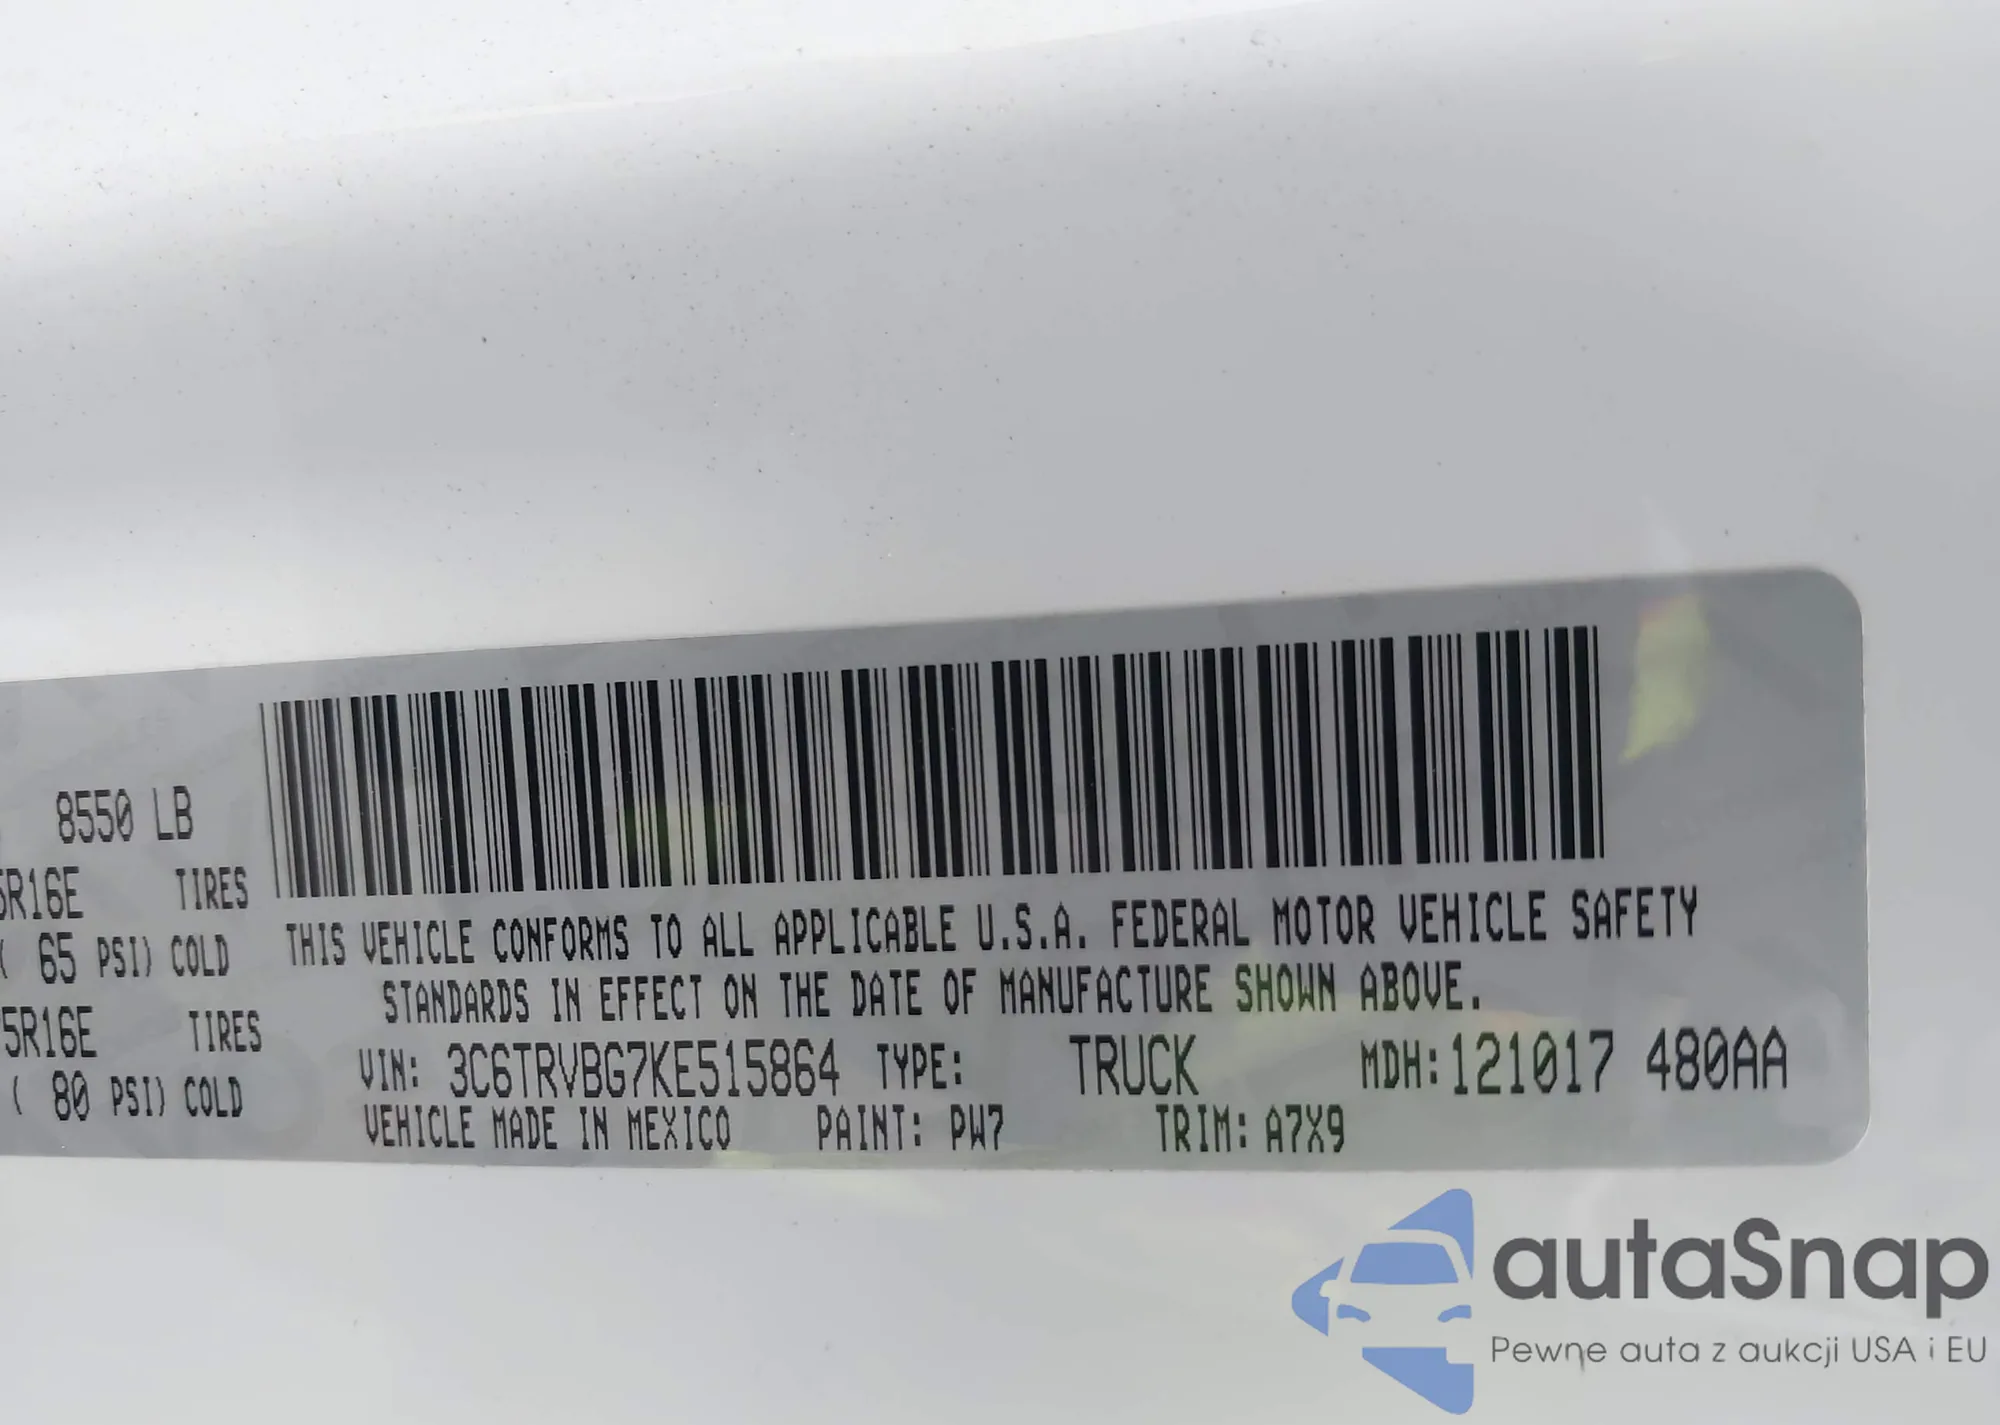 8550 LB
5R16E TIRES
( 65 PSI) COLD
5R16E TIRES
( 80 PSI) COLD
THIS VEHICLE CONFORMS TO ALL APPLICABLE U.S.A. FEDERAL MOTOR VEHICLE SAFETY
STANDARDS IN EFFECT ON THE DATE OF MANUFACTURE SHOWN ABOVE.
VIN: 3C6TRVBG7KE515864 TYPE: TRUCK MDH:121017 480AA
VEHICLE MADE IN MEXICO PAINT: PW7 TRIM: A7X9
autaSnap
Pewne auta z aukcji USA i EU